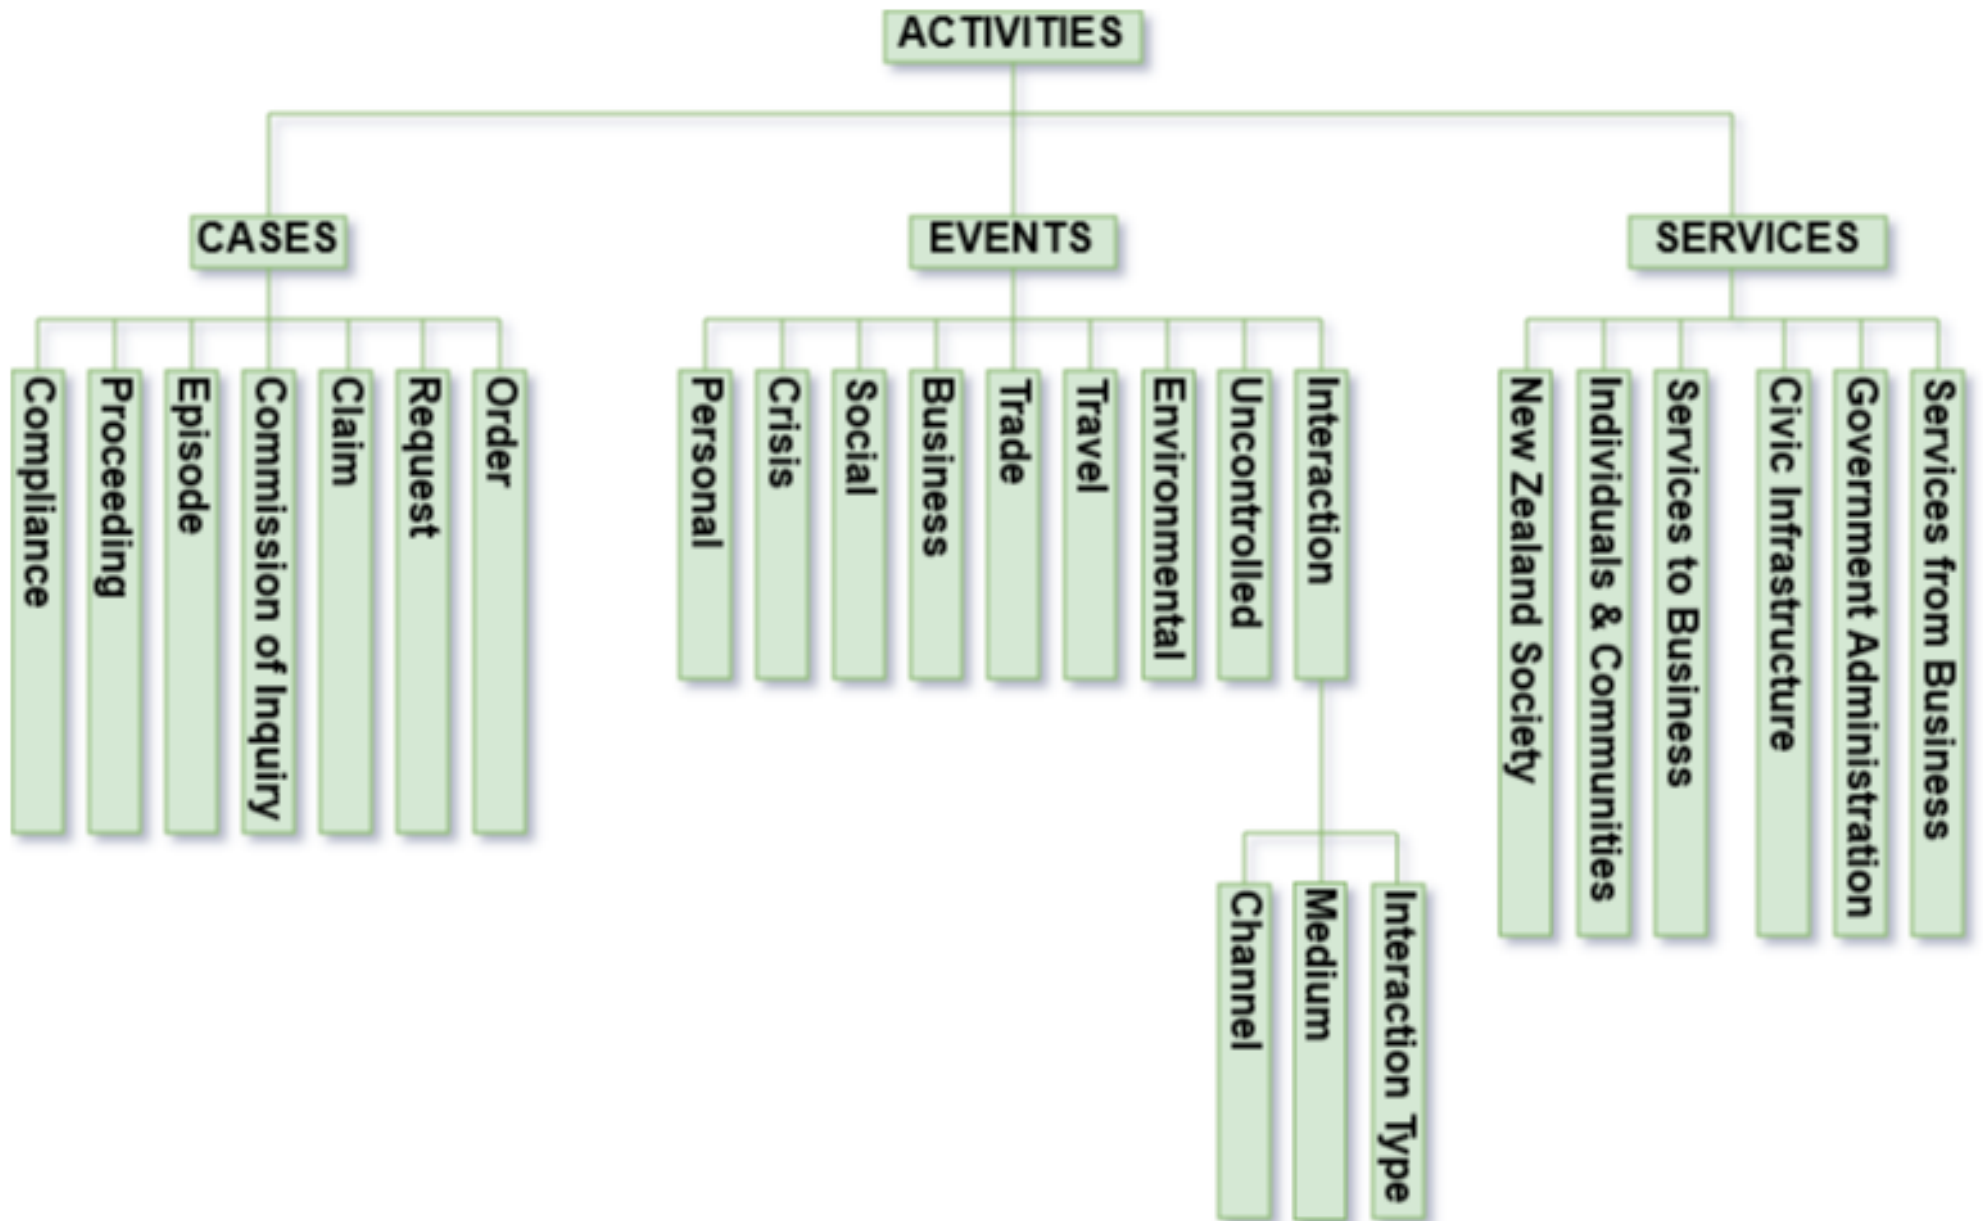 ACTIVITIES
CASES
EVENTS
SERVICES
Compliance
Proceeding
Episode
Commission of Inquiry
Claim
Request
Order
Personal
Crisis
Social
Business
Trade
Travel
Environmental
Uncontrolled
Interaction
New Zealand Society
Individuals & Communities
Services to Business
Civic Infrastructure
Government Administration
Services from Business
Channel
Medium
Interaction Type